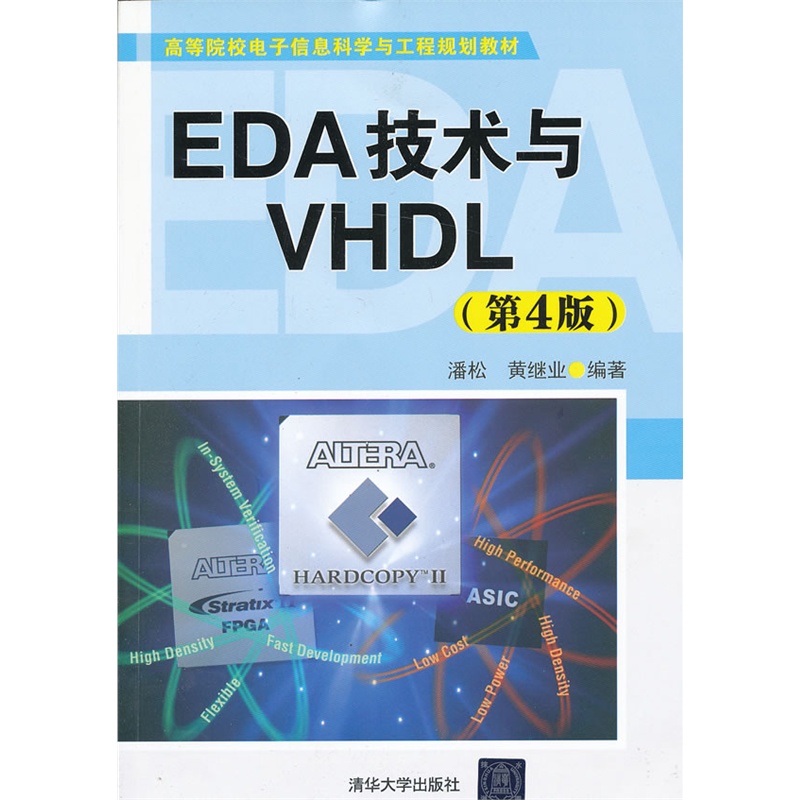 高等院校电子信息科学与工程规划教材
EDA
EDA技术与
VHDL
(第4版)
潘松 黄继业 编著
In-System Verification
ALTERA®
HARDCOPY™ II
ALTERA
Stratix II
FPGA
High Performance
ASIC
High Density
Fast Development
Flexible
Low Cost
Low Power
High Density
清华大学出版社